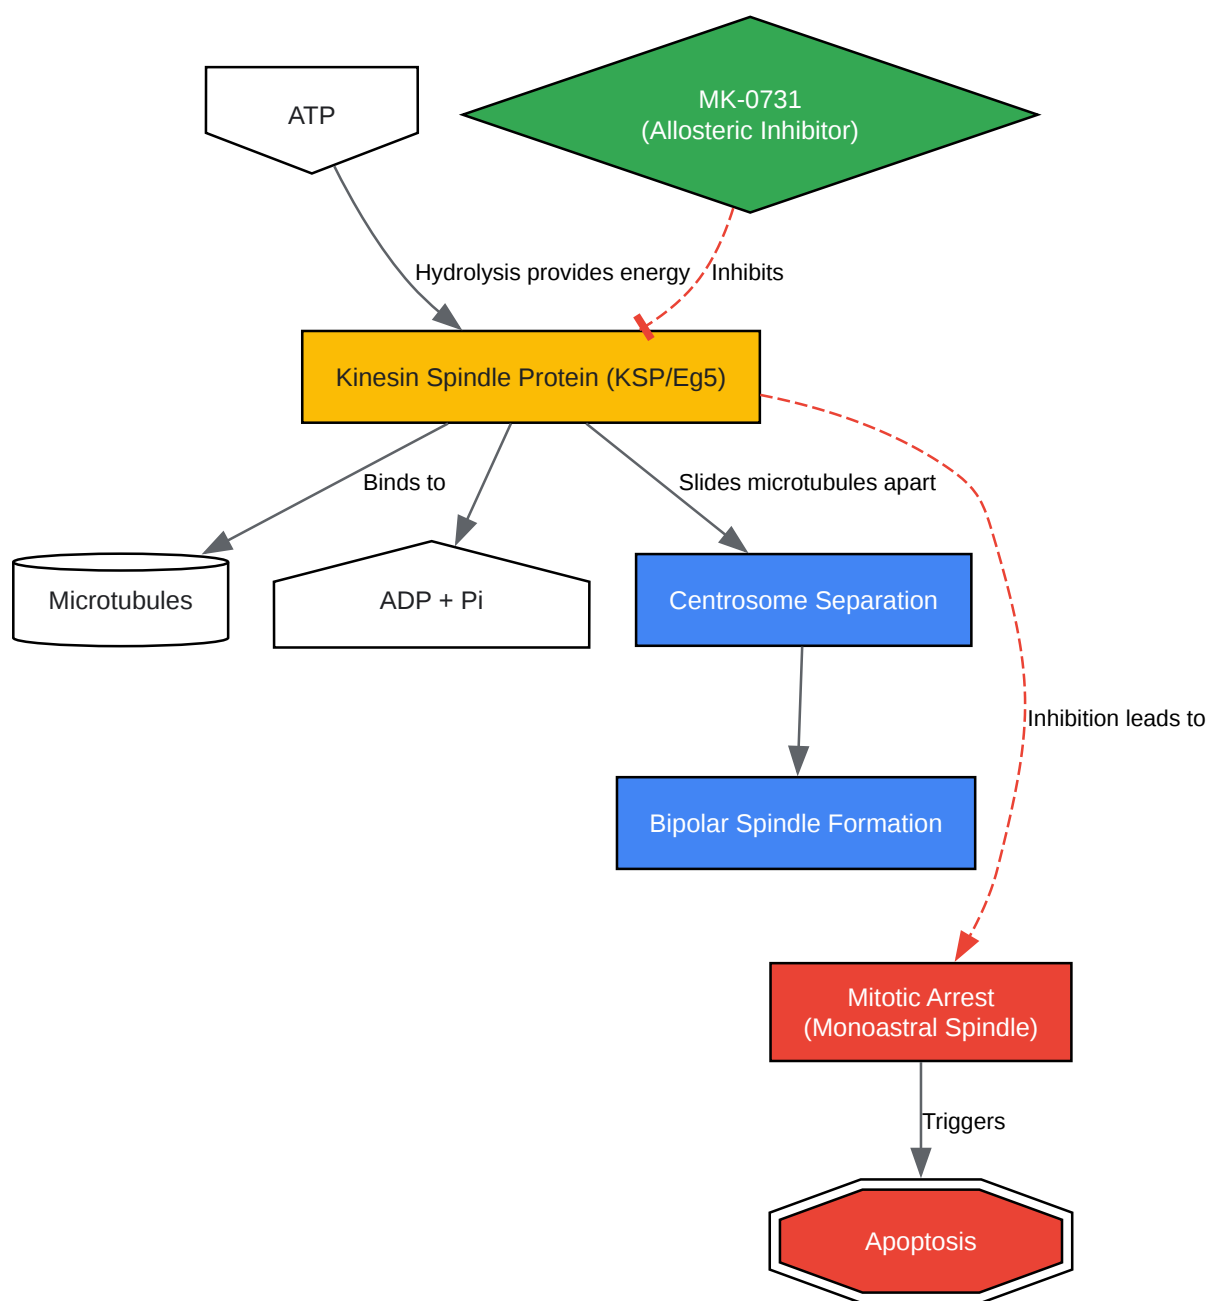 ATP
MK-0731
(Allosteric Inhibitor)
Hydrolysis provides energy
Inhibits
Kinesin Spindle Protein (KSP/Eg5)
Binds to
Slides microtubules apart
Microtubules
ADP + Pi
Centrosome Separation
Inhibition leads to
Bipolar Spindle Formation
Mitotic Arrest
(Monoastral Spindle)
Triggers
Apoptosis